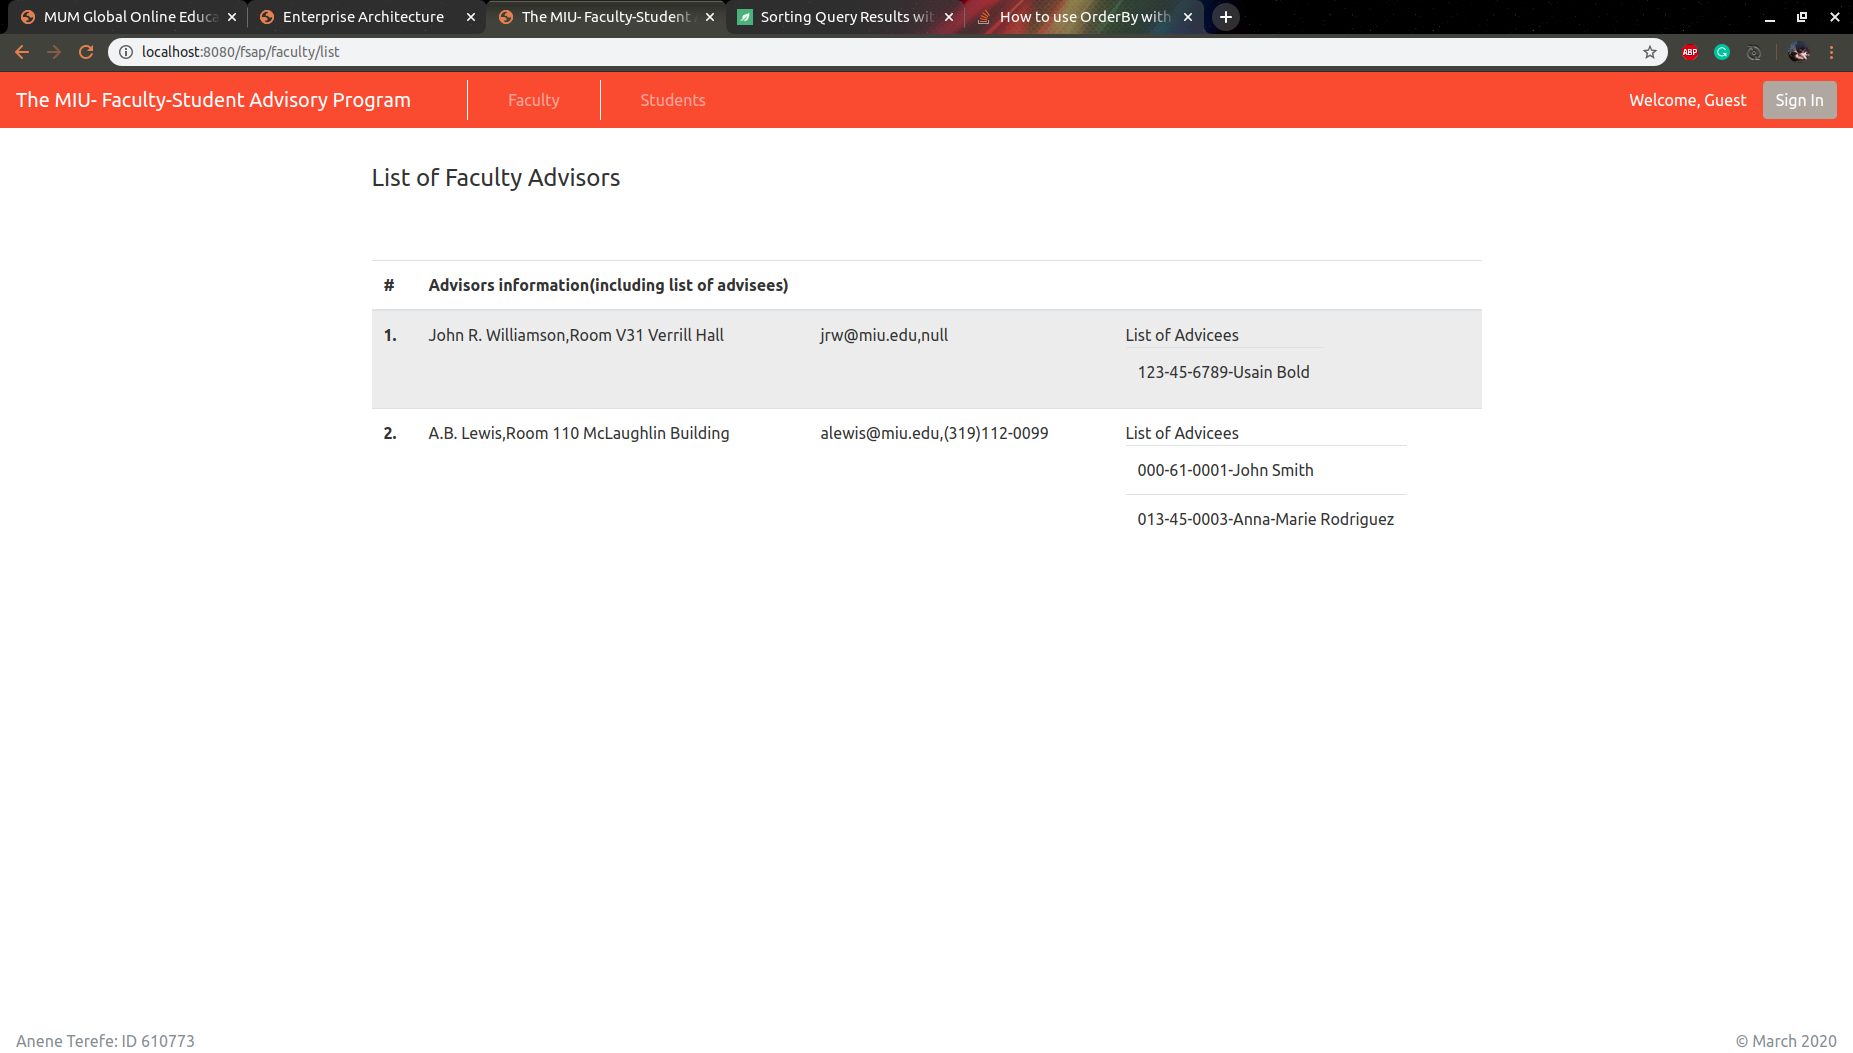 MUM Global Online Educa
Enterprise Architecture
The MIU- Faculty-Student
Sorting Query Results wit
How to use OrderBy with
localhost:8080/fsap/faculty/list
ABP
The MIU- Faculty-Student Advisory Program
Faculty
Students
Welcome, Guest
Sign In
List of Faculty Advisors
# Advisors information(including list of advisees)
1. John R. Williamson,Room V31 Verrill Hall jrw@miu.edu,null List of Advicees
123-45-6789-Usain Bold
2. A.B. Lewis,Room 110 McLaughlin Building alewis@miu.edu,(319)112-0099 List of Advicees
000-61-0001-John Smith
013-45-0003-Anna-Marie Rodriguez
Anene Terefe: ID 610773
© March 2020